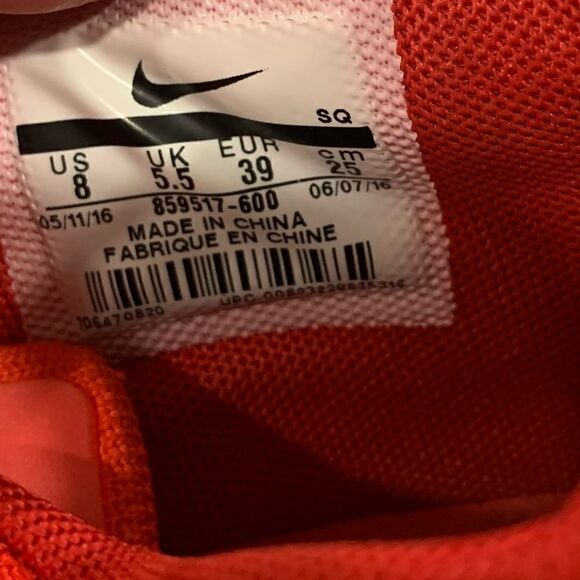 SQ
US UK EUR cm
8 5.5 39 25
05/11/16 859517-600 06/07/16
MADE IN CHINA
FABRIQUE EN CHINE